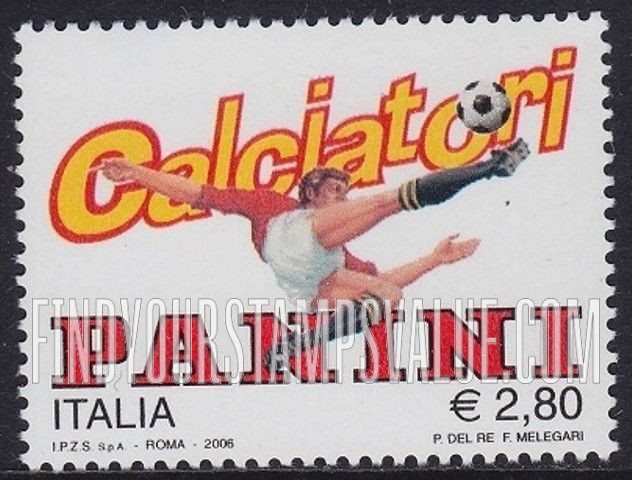 Calciatori
FINDYOURSTAMPSVALUE.COM
PANINI
ITALIA
€ 2,80
I.P.Z.S. S.p.A. - ROMA - 2006
P. DEL RE F. MELEGARI